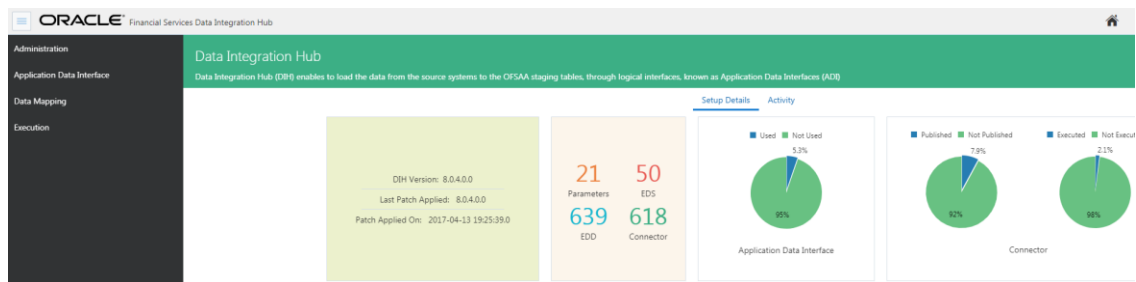 ORACLE® Financial Services Data Integration Hub
Administration
Application Data Interface
Data Mapping
Execution
Data Integration Hub
Data Integration Hub (DIH) enables to load the data from the source systems to the OFSAA staging tables, through logical interfaces, known as Application Data Interfaces (ADI)
Setup Details Activity
DIH Version: 8.0.4.0.0
Last Patch Applied: 8.0.4.0.0
Patch Applied On: 2017-04-13 19:25:39.0
21 50
Parameters EDS
639 618
EDD Connector
Used Not Used
5.3%
95%
Application Data Interface
Published Not Published Executed Not Execut
7.9% 2.1%
92% 98%
Connector